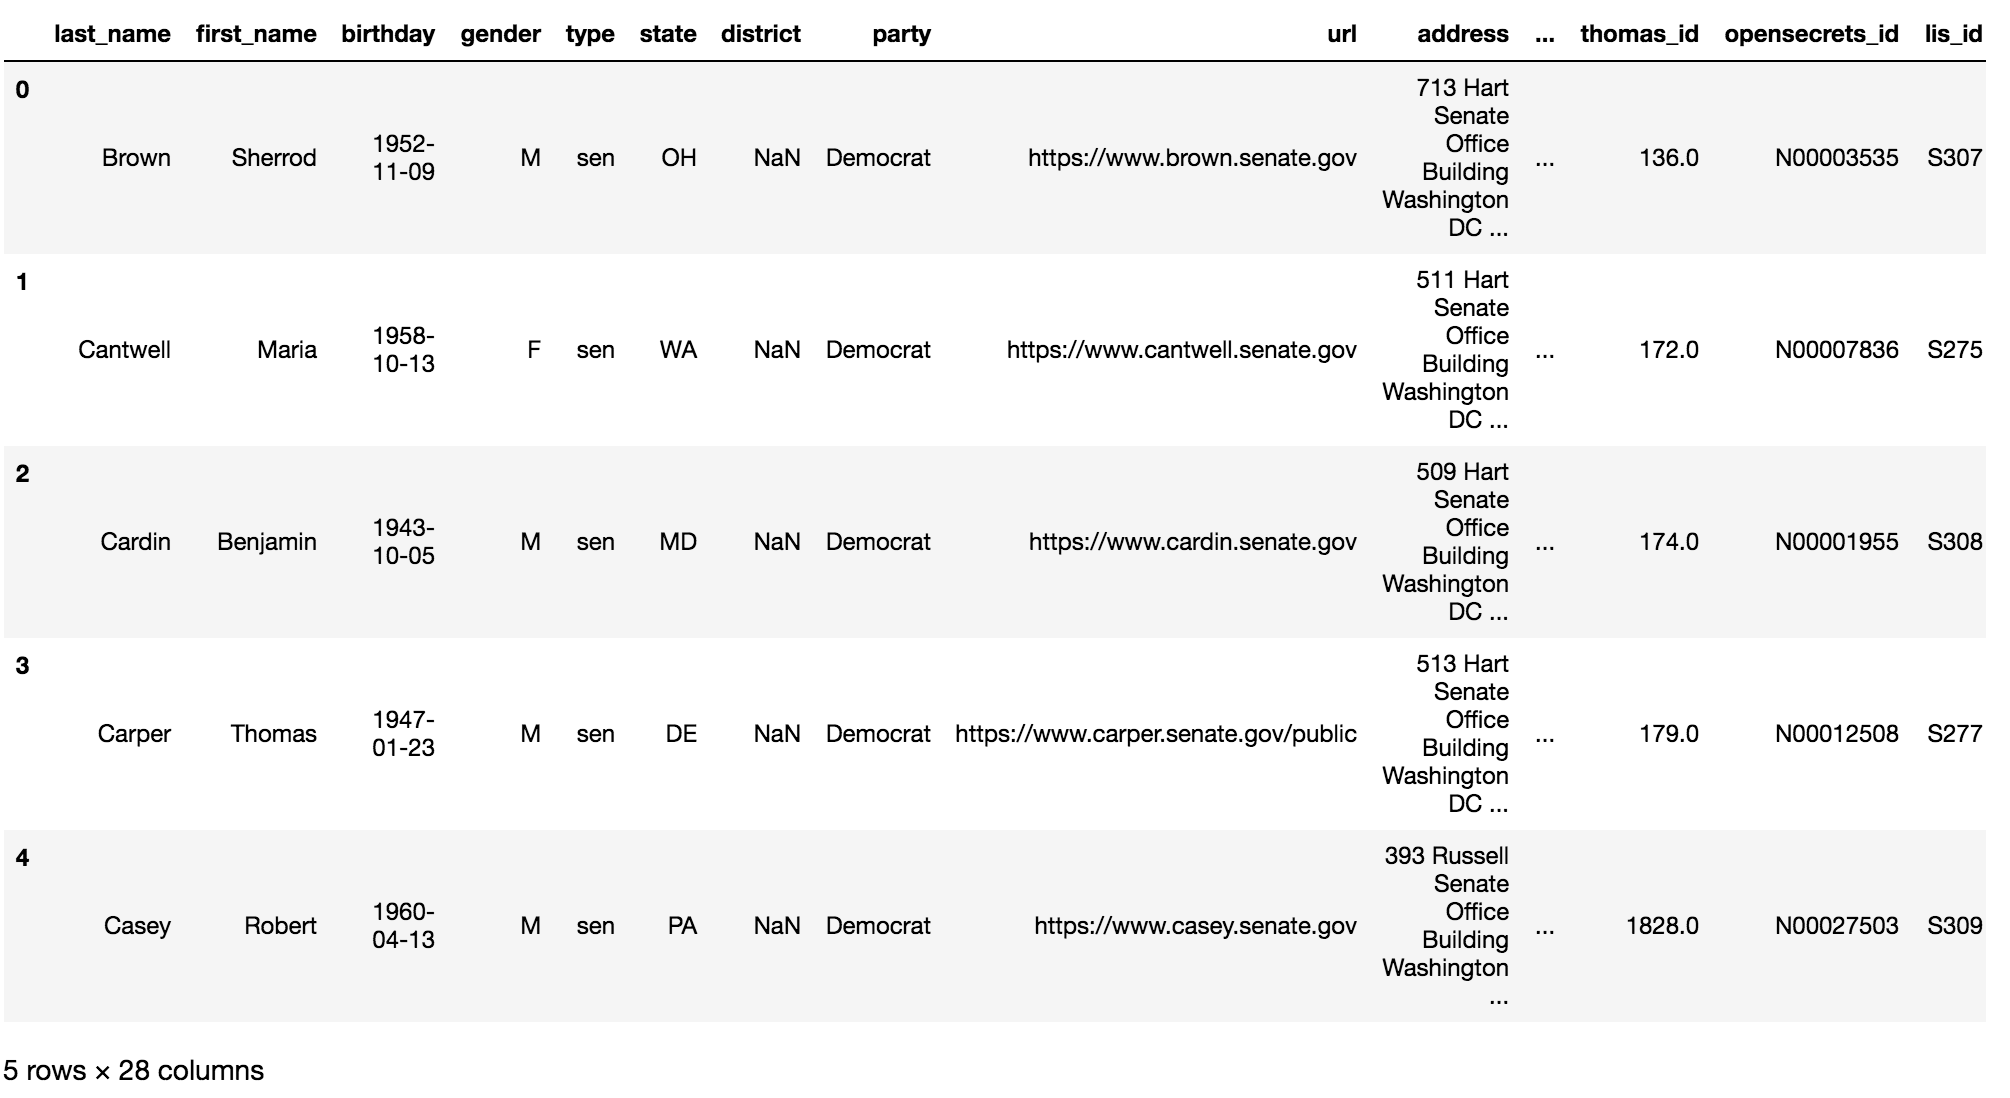 last_name first_name birthday gender type state district party url address ... thomas_id opensecrets_id lis_id
0 Brown Sherrod 1952-11-09 M sen OH NaN Democrat https://www.brown.senate.gov 713 Hart Senate Office Building Washington DC ... ... 136.0 N00003535 S307
1 Cantwell Maria 1958-10-13 F sen WA NaN Democrat https://www.cantwell.senate.gov 511 Hart Senate Office Building Washington DC ... ... 172.0 N00007836 S275
2 Cardin Benjamin 1943-10-05 M sen MD NaN Democrat https://www.cardin.senate.gov 509 Hart Senate Office Building Washington DC ... ... 174.0 N00001955 S308
3 Carper Thomas 1947-01-23 M sen DE NaN Democrat https://www.carper.senate.gov/public 513 Hart Senate Office Building Washington DC ... ... 179.0 N00012508 S277
4 Casey Robert 1960-04-13 M sen PA NaN Democrat https://www.casey.senate.gov 393 Russell Senate Office Building Washington ... ... 1828.0 N00027503 S309
5 rows × 28 columns